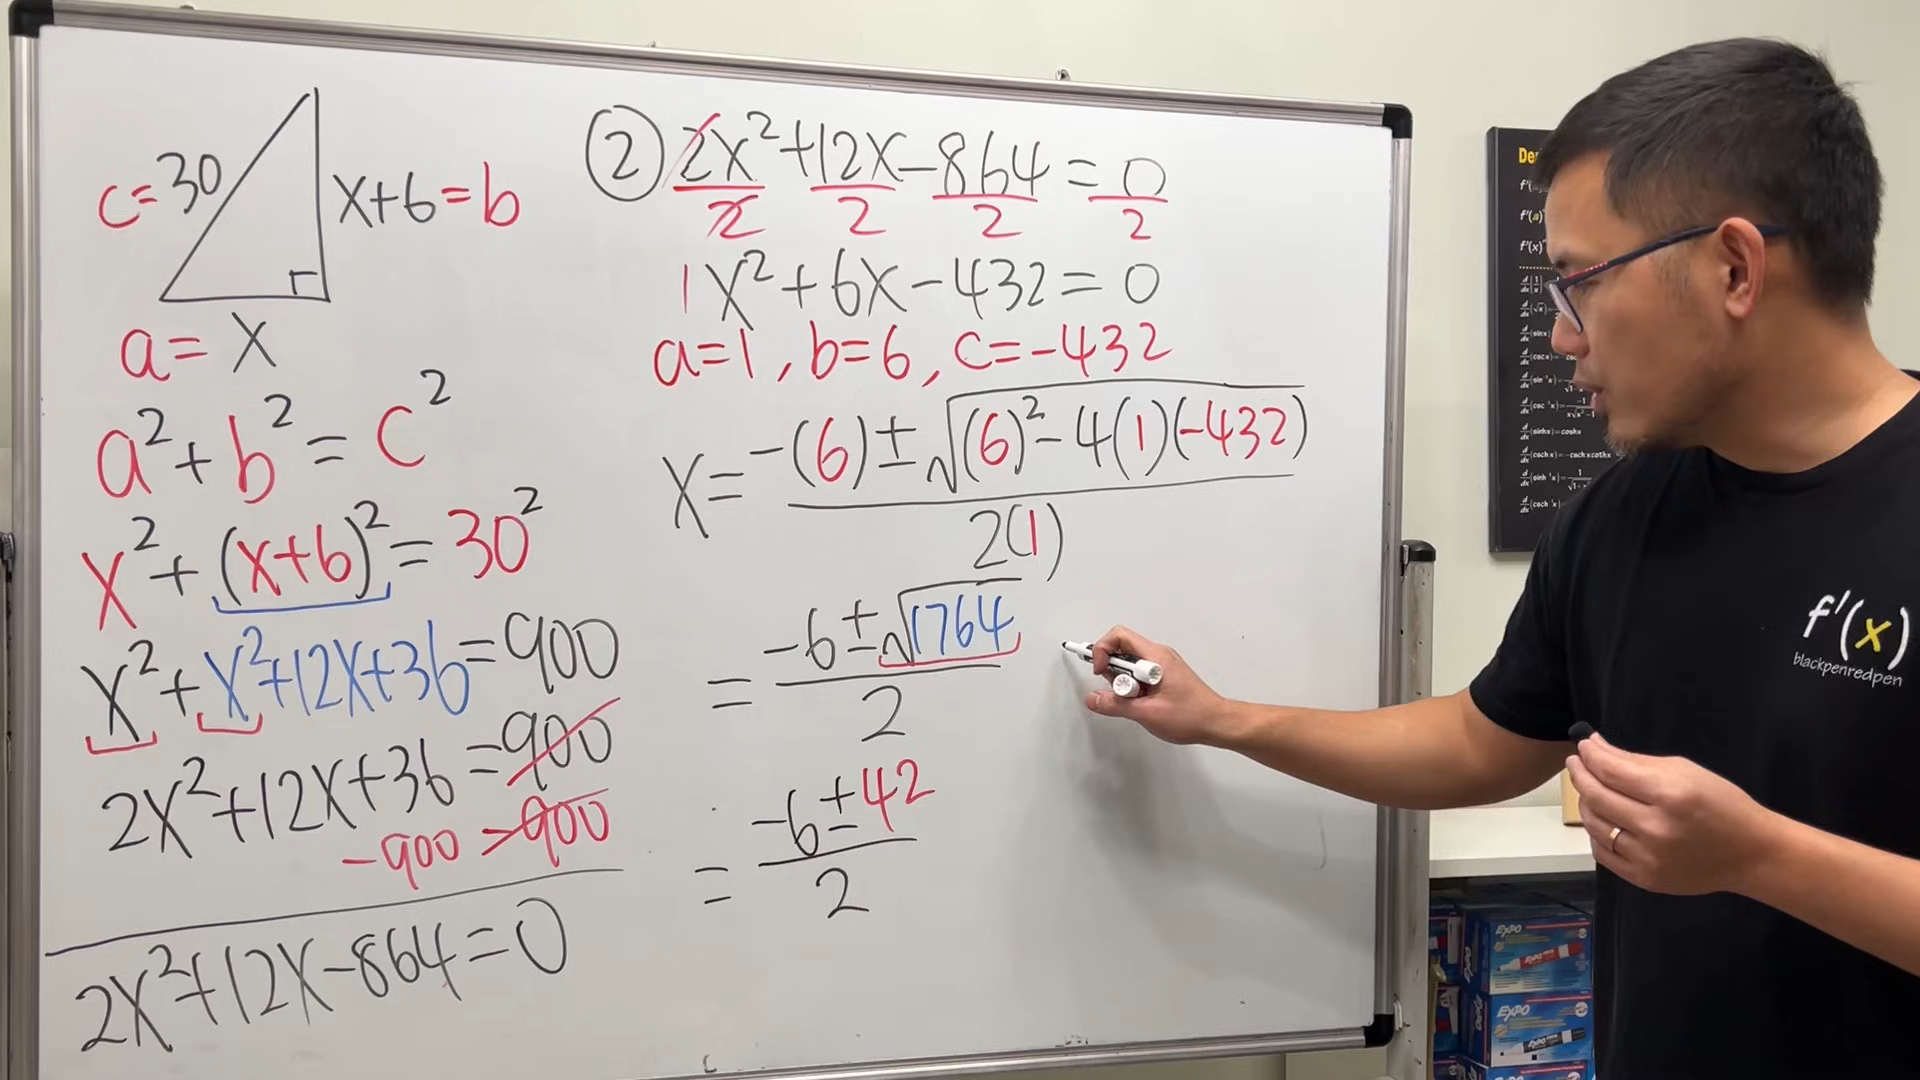 c=30
x+6=b
a=x
a²+b²=c²
x²+(x+6)²=30²
x²+x²+12x+36=900
2x²+12x+36=900
-900 -900
2x²+12x-864=0
② 2x²+12x-864=0
2 2 2 2
1x²+6x-432=0
a=1, b=6, c=-432
x= -(6)±√(6)²-4(1)(-432)
2(1)
= -6±√1764
2
= -6±42
2
f'(x)
blackpenredpen
EXPO
EXPO